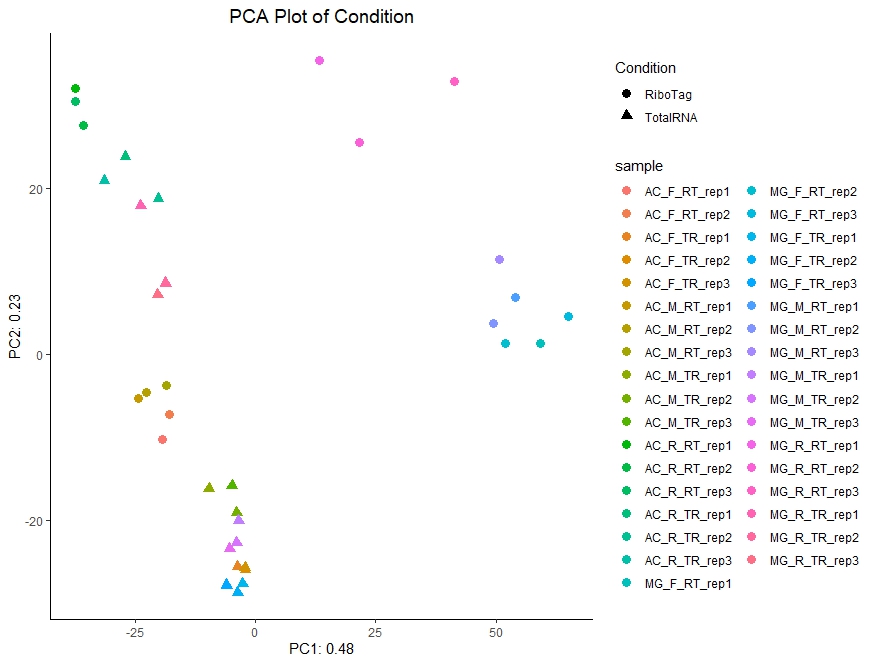 PCA Plot of Condition
PC2: 0.23
20
0
-20
-25
0
25
50
PC1: 0.48
Condition
RiboTag
TotalRNA
sample
AC_F_RT_rep1
AC_F_RT_rep2
AC_F_TR_rep1
AC_F_TR_rep2
AC_F_TR_rep3
AC_M_RT_rep1
AC_M_RT_rep2
AC_M_RT_rep3
AC_M_TR_rep1
AC_M_TR_rep2
AC_M_TR_rep3
AC_R_RT_rep1
AC_R_RT_rep2
AC_R_RT_rep3
AC_R_TR_rep1
AC_R_TR_rep2
AC_R_TR_rep3
MG_F_RT_rep1
MG_F_RT_rep2
MG_F_RT_rep3
MG_F_TR_rep1
MG_F_TR_rep2
MG_F_TR_rep3
MG_M_RT_rep1
MG_M_RT_rep2
MG_M_RT_rep3
MG_M_TR_rep1
MG_M_TR_rep2
MG_M_TR_rep3
MG_R_RT_rep1
MG_R_RT_rep2
MG_R_RT_rep3
MG_R_TR_rep1
MG_R_TR_rep2
MG_R_TR_rep3